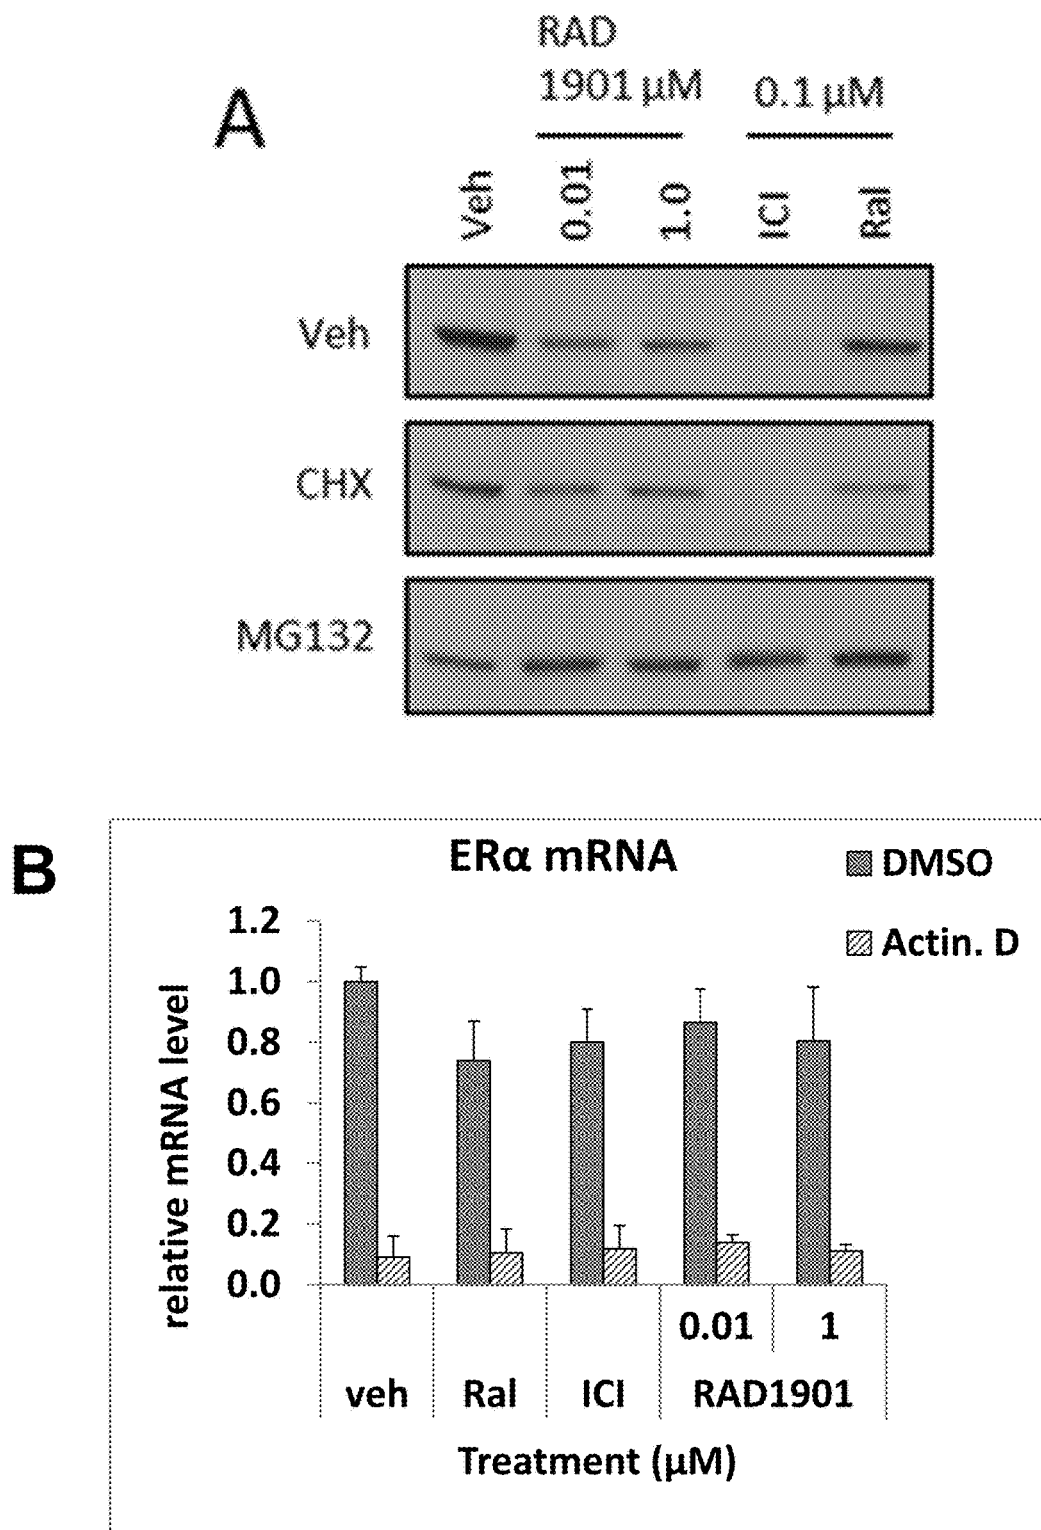 A
RAD
1901 μM
0.1 μM
Veh
0.01
1.0
ICI
Ral
Veh
CHX
MG132
B
ERα mRNA
DMSO
Actin. D
relative mRNA level
1.2
1.0
0.8
0.6
0.4
0.2
0.0
0.01
1
veh
Ral
ICI
RAD1901
Treatment (μM)